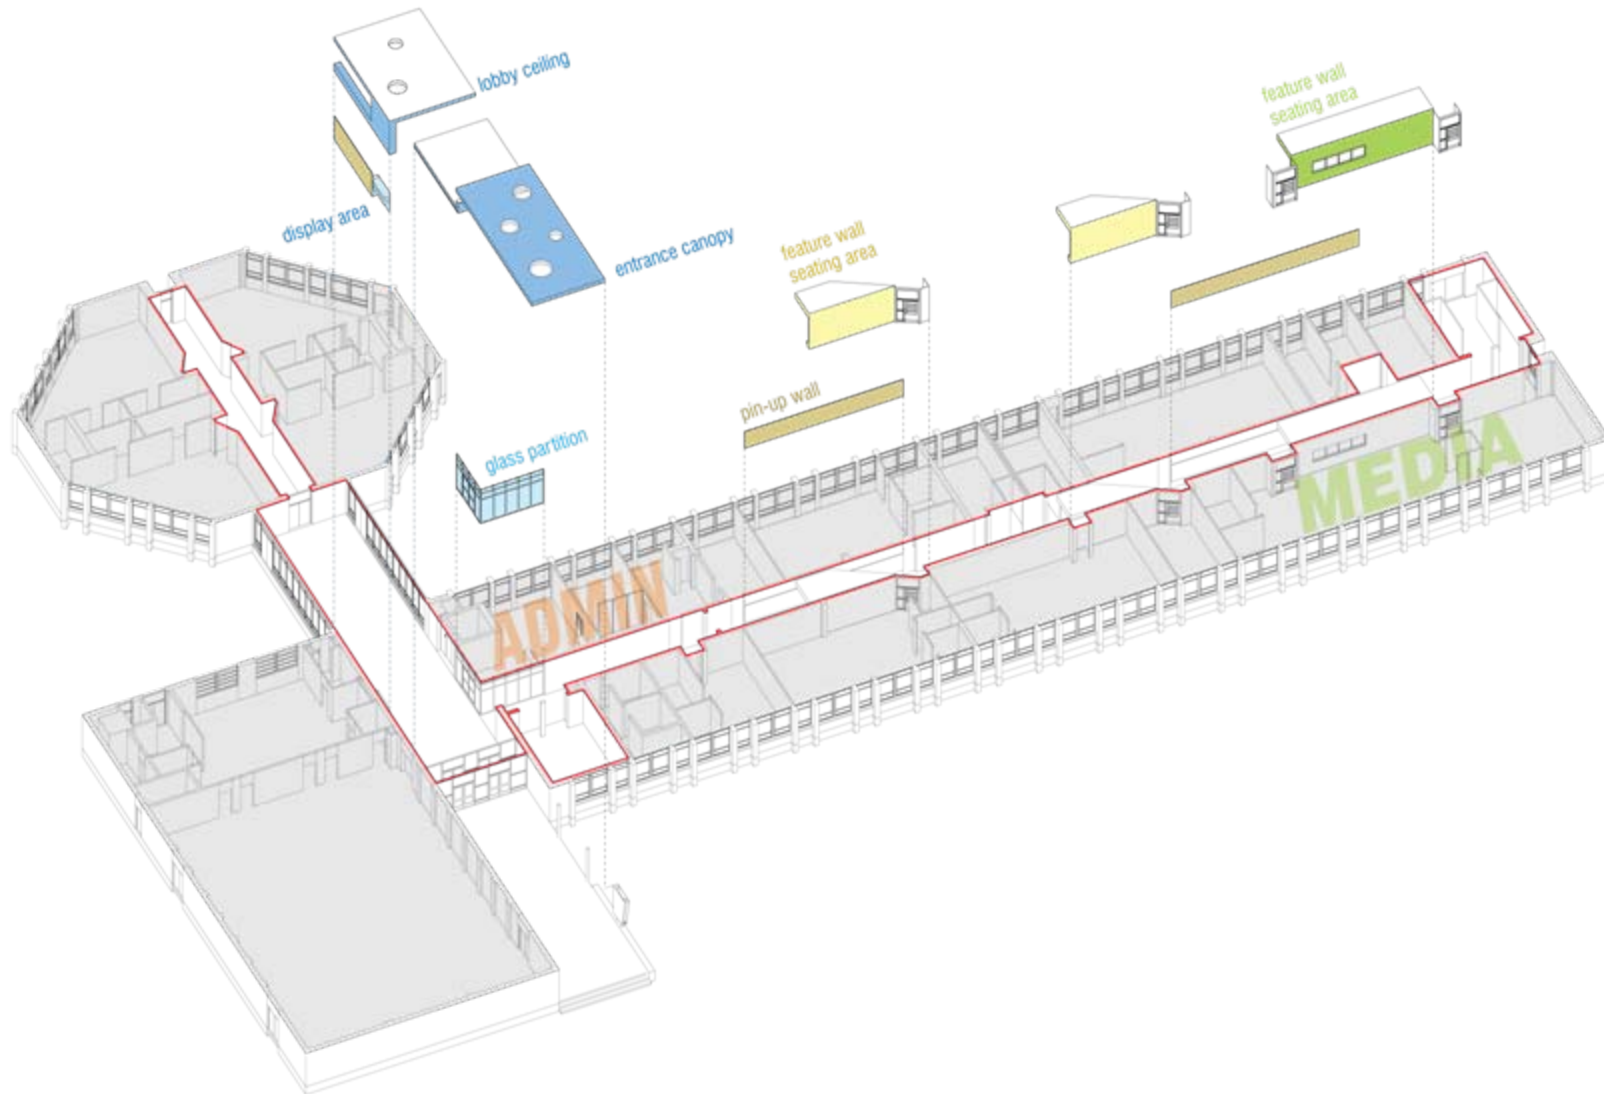 lobby ceiling
feature wall
seating area
display area
entrance canopy
feature wall
seating area
pin-up wall
glass partition
MEDIA
ADMIN